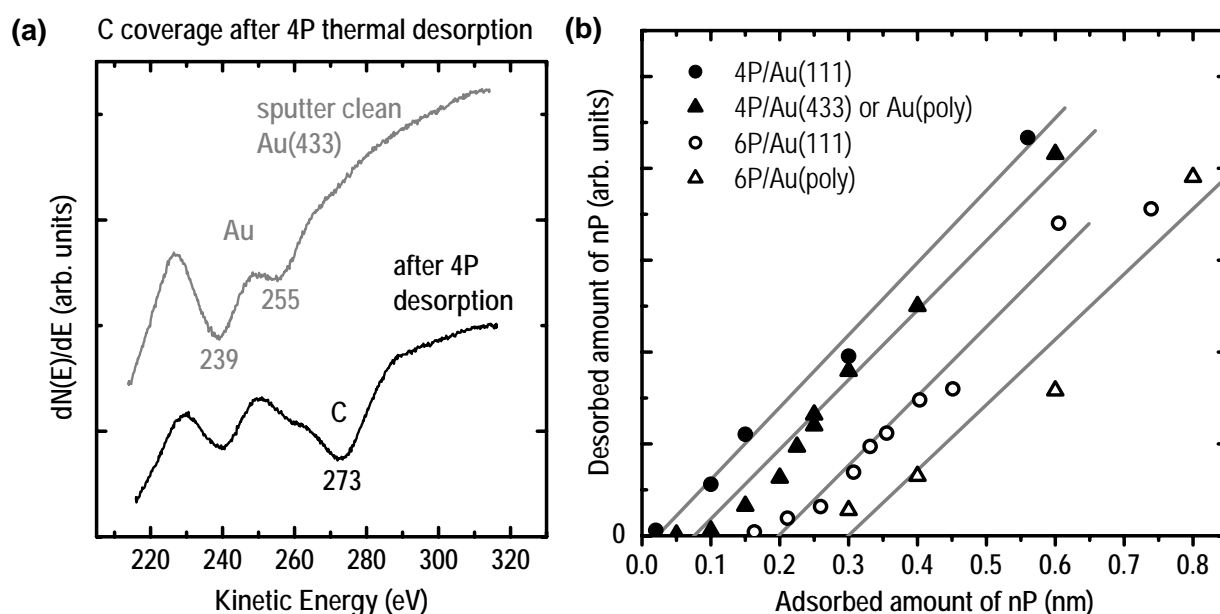 (a) C coverage after 4P thermal desorption
sputter clean
Au(433)
Au
255
239
after 4P
desorption
C
273
dN(E)/dE (arb. units)
220 240 260 280 300 320
Kinetic Energy (eV)
(b)
4P/Au(111)
4P/Au(433) or Au(poly)
6P/Au(111)
6P/Au(poly)
Desorbed amount of nP (arb. units)
0
0.0 0.1 0.2 0.3 0.4 0.5 0.6 0.7 0.8
Adsorbed amount of nP (nm)